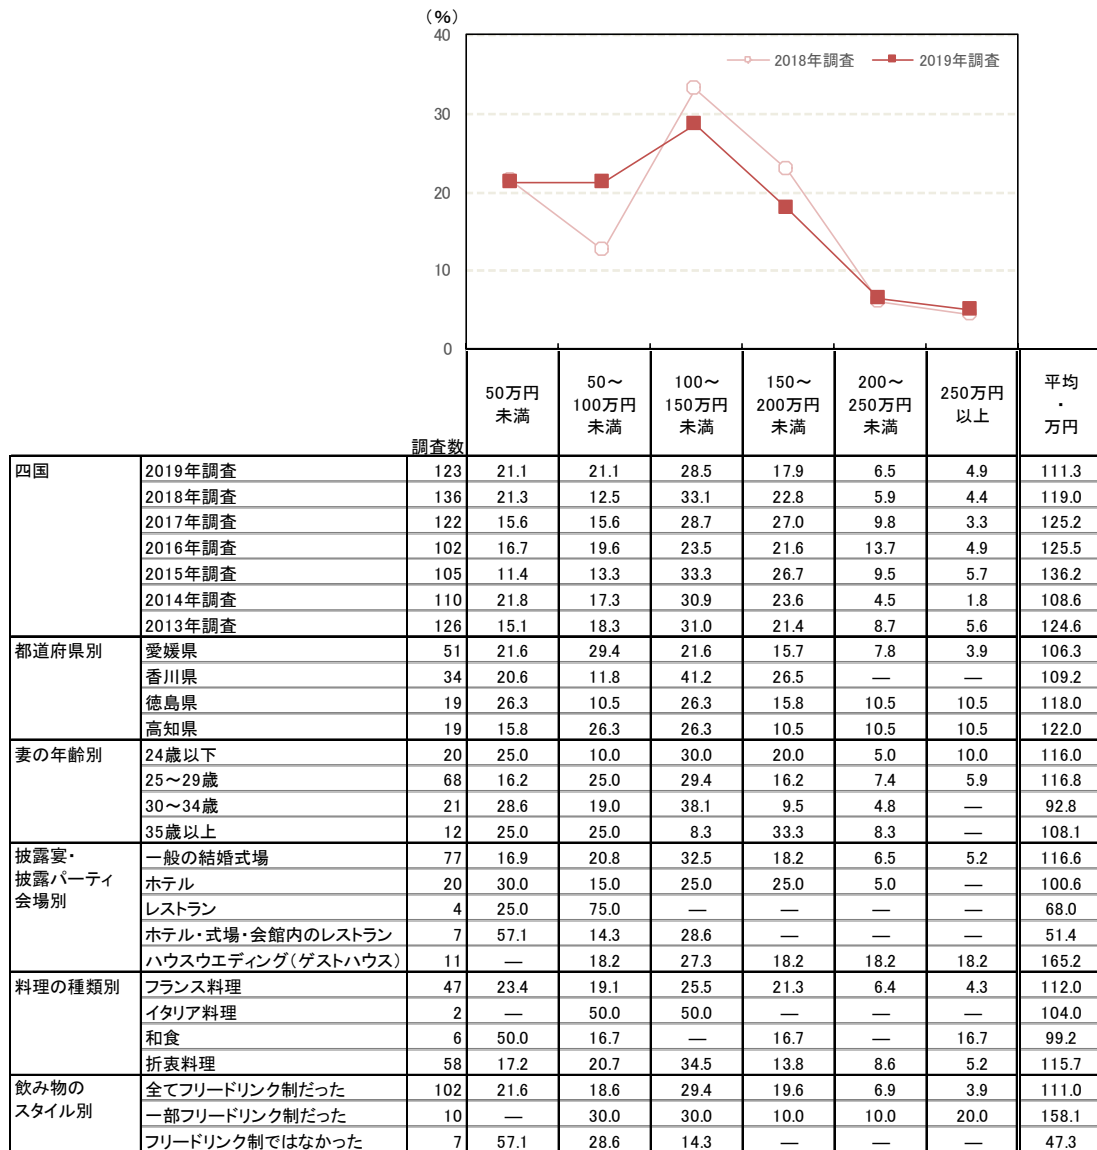 （%）
40
30
20
10
0
2018年調査 2019年調査
調査数 50万円未満 50～100万円未満 100～150万円未満 150～200万円未満 200～250万円未満 250万円以上 平均・万円
四国 2019年調査 123 21.1 21.1 28.5 17.9 6.5 4.9 111.3
2018年調査 136 21.3 12.5 33.1 22.8 5.9 4.4 119.0
2017年調査 122 15.6 15.6 28.7 27.0 9.8 3.3 125.2
2016年調査 102 16.7 19.6 23.5 21.6 13.7 4.9 125.5
2015年調査 105 11.4 13.3 33.3 26.7 9.5 5.7 136.2
2014年調査 110 21.8 17.3 30.9 23.6 4.5 1.8 108.6
2013年調査 126 15.1 18.3 31.0 21.4 8.7 5.6 124.6
都道府県別 愛媛県 51 21.6 29.4 21.6 15.7 7.8 3.9 106.3
香川県 34 20.6 11.8 41.2 26.5 ― ― 109.2
徳島県 19 26.3 10.5 26.3 15.8 10.5 10.5 118.0
高知県 19 15.8 26.3 26.3 10.5 10.5 10.5 122.0
妻の年齢別 24歳以下 20 25.0 10.0 30.0 20.0 5.0 10.0 116.0
25～29歳 68 16.2 25.0 29.4 16.2 7.4 5.9 116.8
30～34歳 21 28.6 19.0 38.1 9.5 4.8 ― 92.8
35歳以上 12 25.0 25.0 8.3 33.3 8.3 ― 108.1
披露宴・披露パーティ会場別 一般の結婚式場 77 16.9 20.8 32.5 18.2 6.5 5.2 116.6
ホテル 20 30.0 15.0 25.0 25.0 5.0 ― 100.6
レストラン 4 25.0 75.0 ― ― ― ― 68.0
ホテル・式場・会館内のレストラン 7 57.1 14.3 28.6 ― ― ― 51.4
ハウスウエディング（ゲストハウス） 11 ― 18.2 27.3 18.2 18.2 18.2 165.2
料理の種類別 フランス料理 47 23.4 19.1 25.5 21.3 6.4 4.3 112.0
イタリア料理 2 ― 50.0 50.0 ― ― ― 104.0
和食 6 50.0 16.7 ― 16.7 ― 16.7 99.2
折衷料理 58 17.2 20.7 34.5 13.8 8.6 5.2 115.7
飲み物のスタイル別 全てフリードリンク制だった 102 21.6 18.6 29.4 19.6 6.9 3.9 111.0
一部フリードリンク制だった 10 ― 30.0 30.0 10.0 10.0 20.0 158.1
フリードリンク制ではなかった 7 57.1 28.6 14.3 ― ― ― 47.3